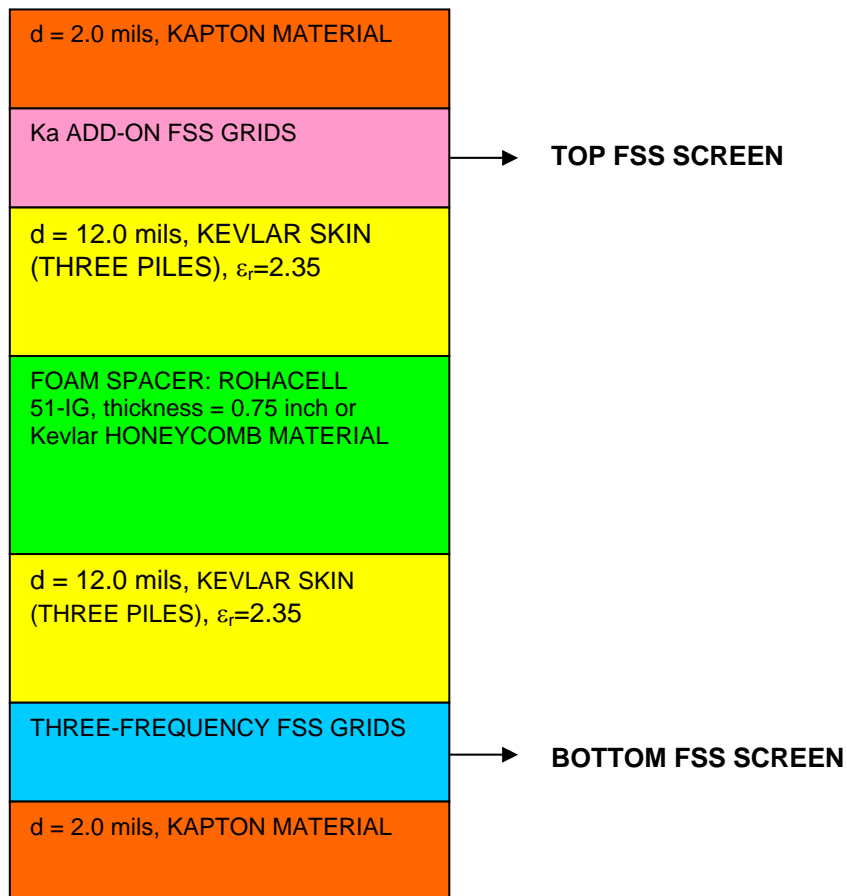 d = 2.0 mils, KAPTON MATERIAL
Ka ADD-ON FSS GRIDS
TOP FSS SCREEN
d = 12.0 mils, KEVLAR SKIN
(THREE PILES), εr=2.35
FOAM SPACER: ROHACELL
51-IG, thickness = 0.75 inch or
Kevlar HONEYCOMB MATERIAL
d = 12.0 mils, KEVLAR SKIN
(THREE PILES), εr=2.35
THREE-FREQUENCY FSS GRIDS
BOTTOM FSS SCREEN
d = 2.0 mils, KAPTON MATERIAL